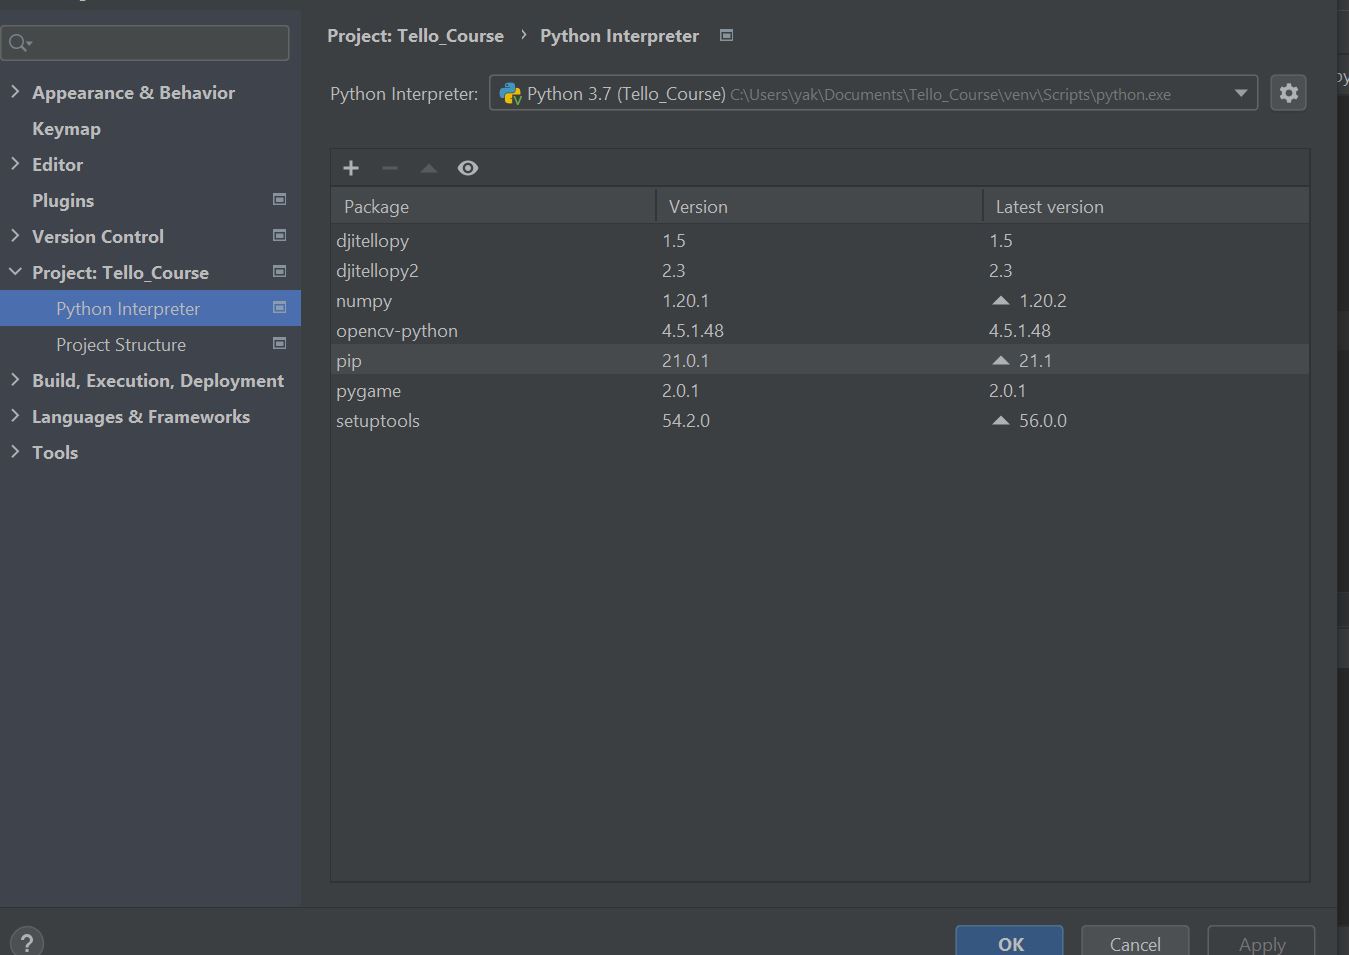 Project: Tello_Course › Python Interpreter
Python Interpreter: Python 3.7 (Tello_Course) C:\Users\yak\Documents\Tello_Course\venv\Scripts\python.exe
Appearance & Behavior
Keymap
Editor
Plugins
Version Control
Project: Tello_Course
Python Interpreter
Project Structure
Build, Execution, Deployment
Languages & Frameworks
Tools
Package Version Latest version
djitellopy 1.5 1.5
djitellopy2 2.3 2.3
numpy 1.20.1 1.20.2
opencv-python 4.5.1.48 4.5.1.48
pip 21.0.1 21.1
pygame 2.0.1 2.0.1
setuptools 54.2.0 56.0.0
? OK Cancel Apply